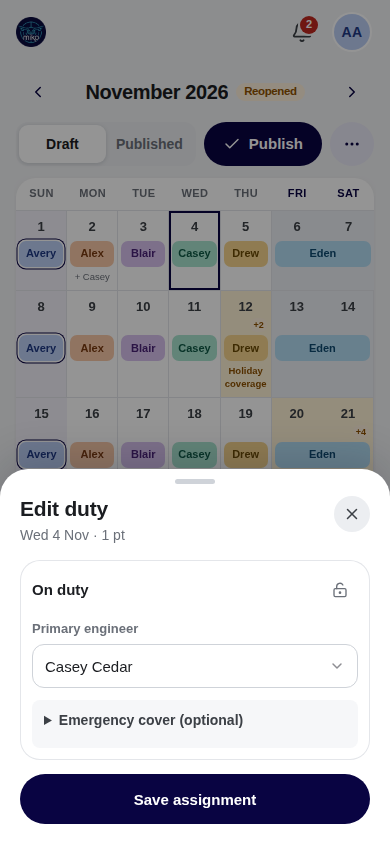 miko
2
AA
November 2026 Reopened
Draft Published Publish
SUN MON TUE WED THU FRI SAT
1 2 3 4 5 6 7
Avery Alex Blair Casey Drew Eden
+ Casey
8 9 10 11 12 13 14
+2
Avery Alex Blair Casey Drew Eden
Holiday
coverage
15 16 17 18 19 20 21
+4
Avery Alex Blair Casey Drew Eden
Edit duty
Wed 4 Nov · 1 pt
On duty
Primary engineer
Casey Cedar
Emergency cover (optional)
Save assignment